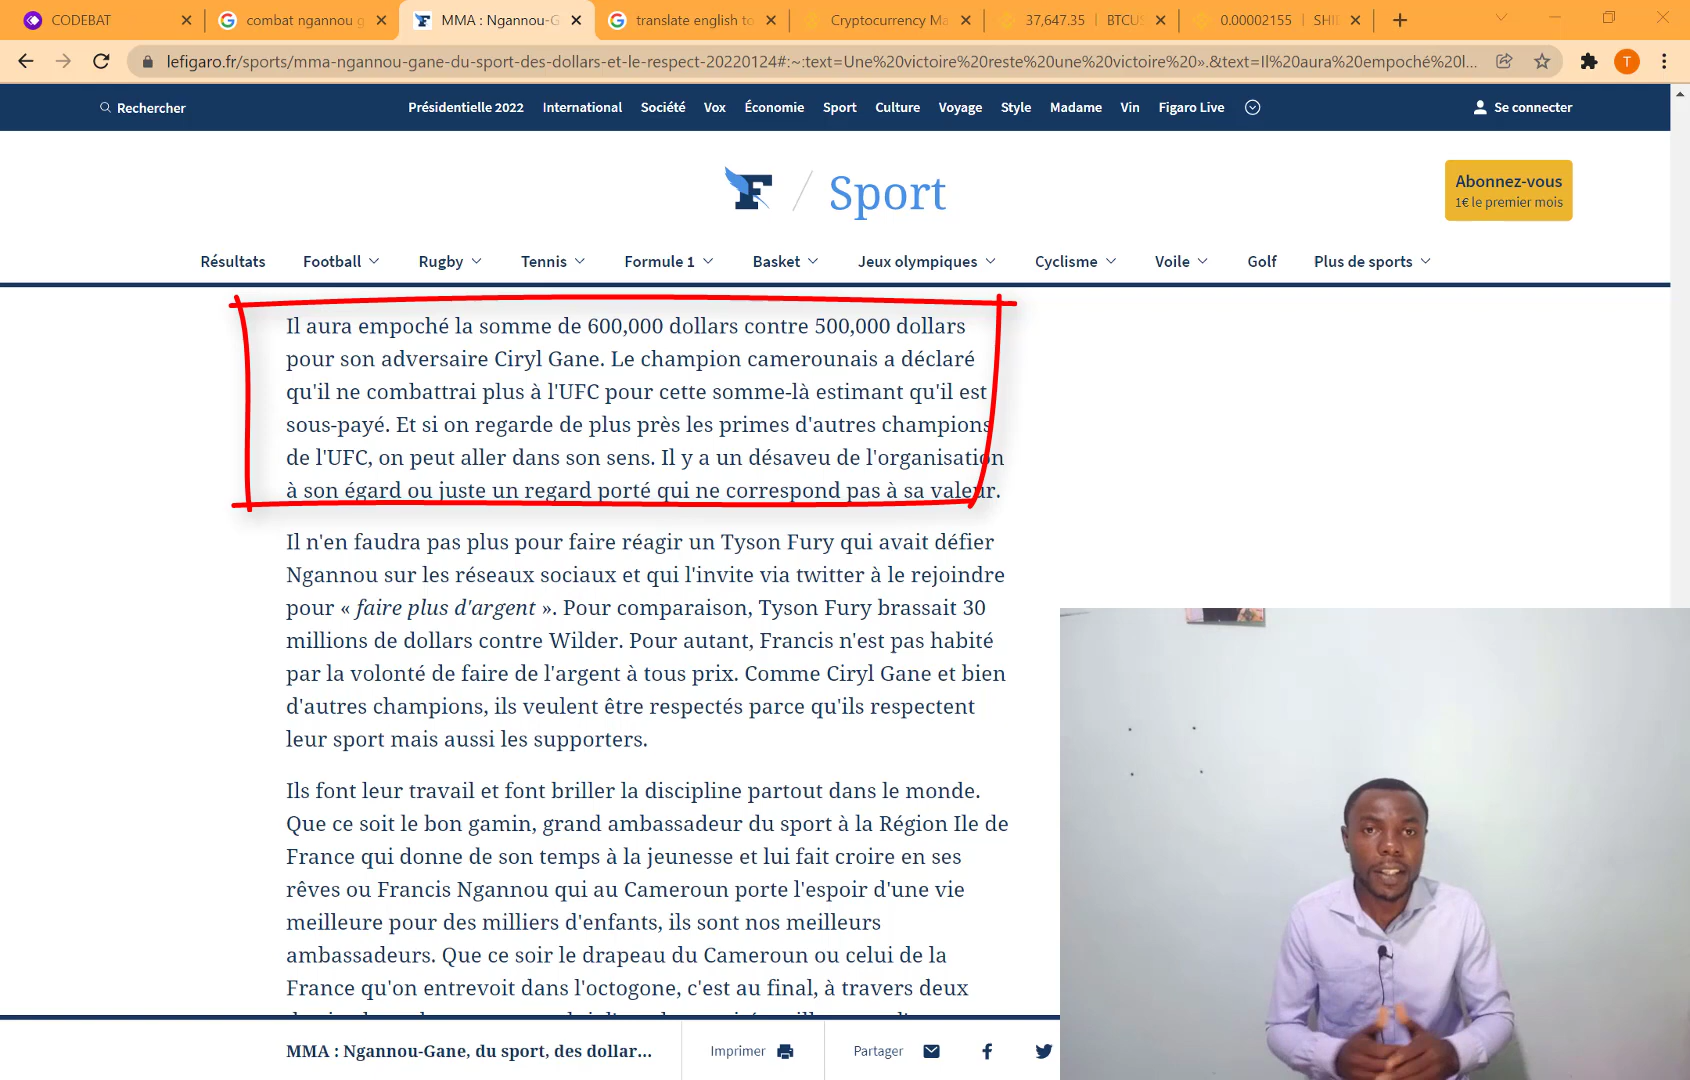 CODEBAT
combat ngannou g
MMA : Ngannou-G
translate english to
Cryptocurrency Ma
37,647.35 | BTCUS
0.00002155 | SHI
lefigaro.fr/sports/mma-ngannou-gane-du-sport-des-dollars-et-le-respect-20220124#:~:text=Une%20victoire%20reste%20une%20victoire%20».&text=Il%20aura%20empoché%20l...
T
Rechercher
Présidentielle 2022
International
Société
Vox
Économie
Sport
Culture
Voyage
Style
Madame
Vin
Figaro Live
Se connecter
F / Sport
Abonnez-vous
1€ le premier mois
Résultats
Football
Rugby
Tennis
Formule 1
Basket
Jeux olympiques
Cyclisme
Voile
Golf
Plus de sports
Il aura empoché la somme de 600,000 dollars contre 500,000 dollars
pour son adversaire Ciryl Gane. Le champion camerounais a déclaré
qu'il ne combattrai plus à l'UFC pour cette somme-là estimant qu'il est
sous-payé. Et si on regarde de plus près les primes d'autres champions
de l'UFC, on peut aller dans son sens. Il y a un désaveu de l'organisation
à son égard ou juste un regard porté qui ne correspond pas à sa valeur.
Il n'en faudra pas plus pour faire réagir un Tyson Fury qui avait défier
Ngannou sur les réseaux sociaux et qui l'invite via twitter à le rejoindre
pour « faire plus d'argent ». Pour comparaison, Tyson Fury brassait 30
millions de dollars contre Wilder. Pour autant, Francis n'est pas habité
par la volonté de faire de l'argent à tous prix. Comme Ciryl Gane et bien
d'autres champions, ils veulent être respectés parce qu'ils respectent
leur sport mais aussi les supporters.
Ils font leur travail et font briller la discipline partout dans le monde.
Que ce soit le bon gamin, grand ambassadeur du sport à la Région Ile de
France qui donne de son temps à la jeunesse et lui fait croire en ses
rêves ou Francis Ngannou qui au Cameroun porte l'espoir d'une vie
meilleure pour des milliers d'enfants, ils sont nos meilleurs
ambassadeurs. Que ce soir le drapeau du Cameroun ou celui de la
France qu'on entrevoit dans l'octogone, c'est au final, à travers deux
MMA : Ngannou-Gane, du sport, des dollar...
Imprimer
Partager